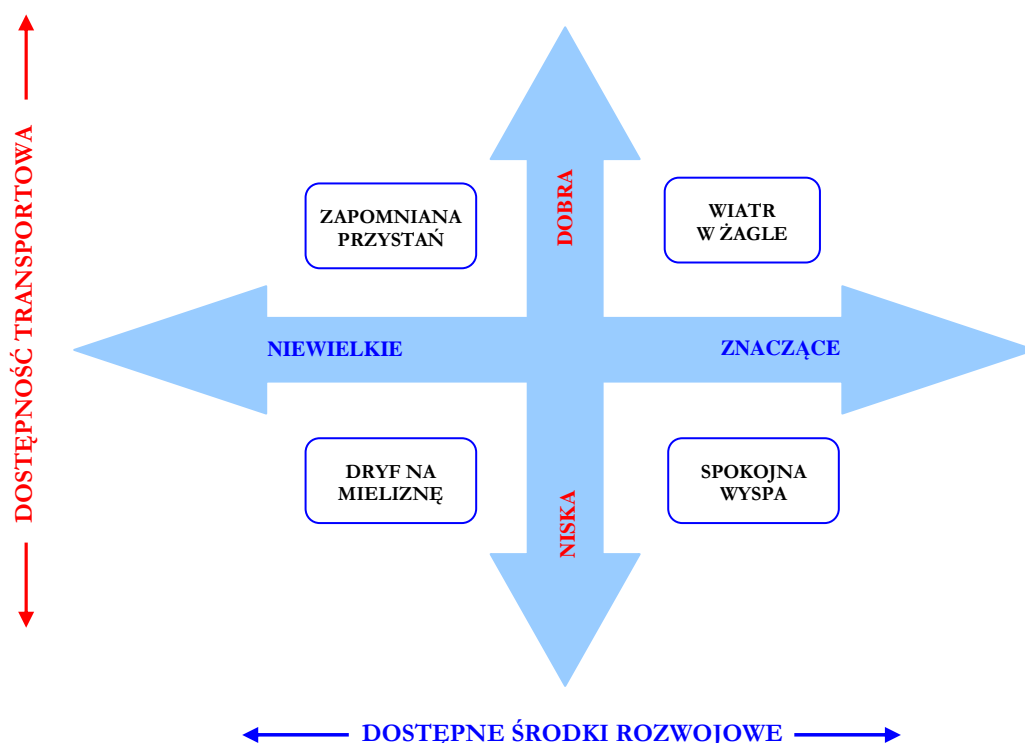 DOSTĘPNOŚĆ TRANSPORTOWA
DOBRA
ZAPOMNIANA
PRZYSTAŃ
WIATR
W ŻAGLE
NIEWIELKIE
ZNACZĄCE
DRYF NA
MIELIZNĘ
SPOKOJNA
WYSPA
NISKA
DOSTĘPNE ŚRODKI ROZWOJOWE